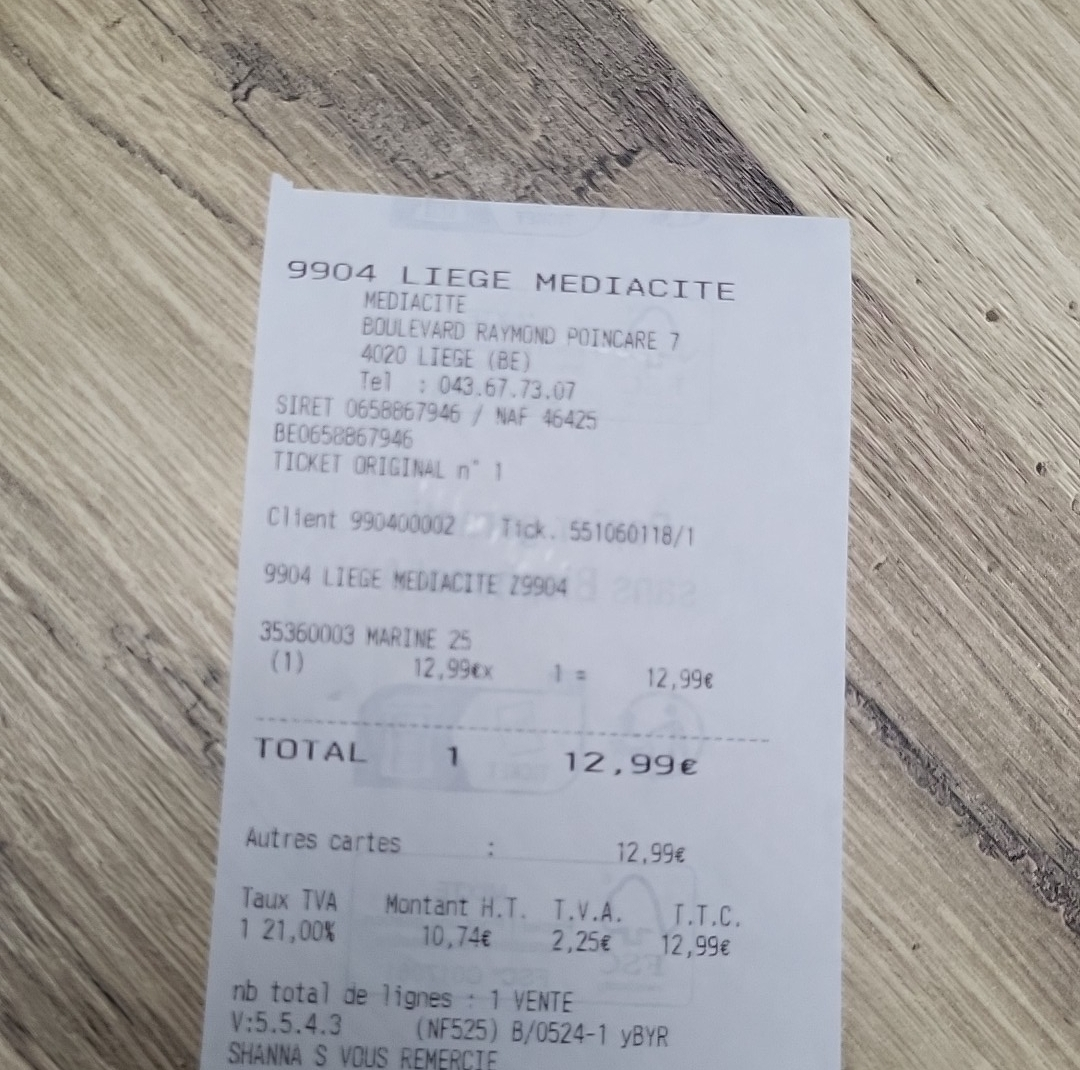 9904 LIEGE MEDIACITE
MEDIACITE
BOULEVARD RAYMOND POINCARE 7
4020 LIEGE (BE)
Tel : 043.67.73.07
SIRET 0658867946 / NAF 46425
BE0658867946
TICKET ORIGINAL n° 1
Client 990400002 Tick. 551060118/1
9904 LIEGE MEDIACITE Z9904
35360003 MARINE 25
(1) 12,99€x 1 = 12,99€
TOTAL 1 12,99€
Autres cartes : 12,99€
Taux TVA Montant H.T. T.V.A. T.T.C.
1 21,00% 10,74€ 2,25€ 12,99€
nb total de lignes : 1 VENTE
V:5.5.4.3 (NF525) B/0524-1 yBYR
SHANNA S VOUS REMERCIE